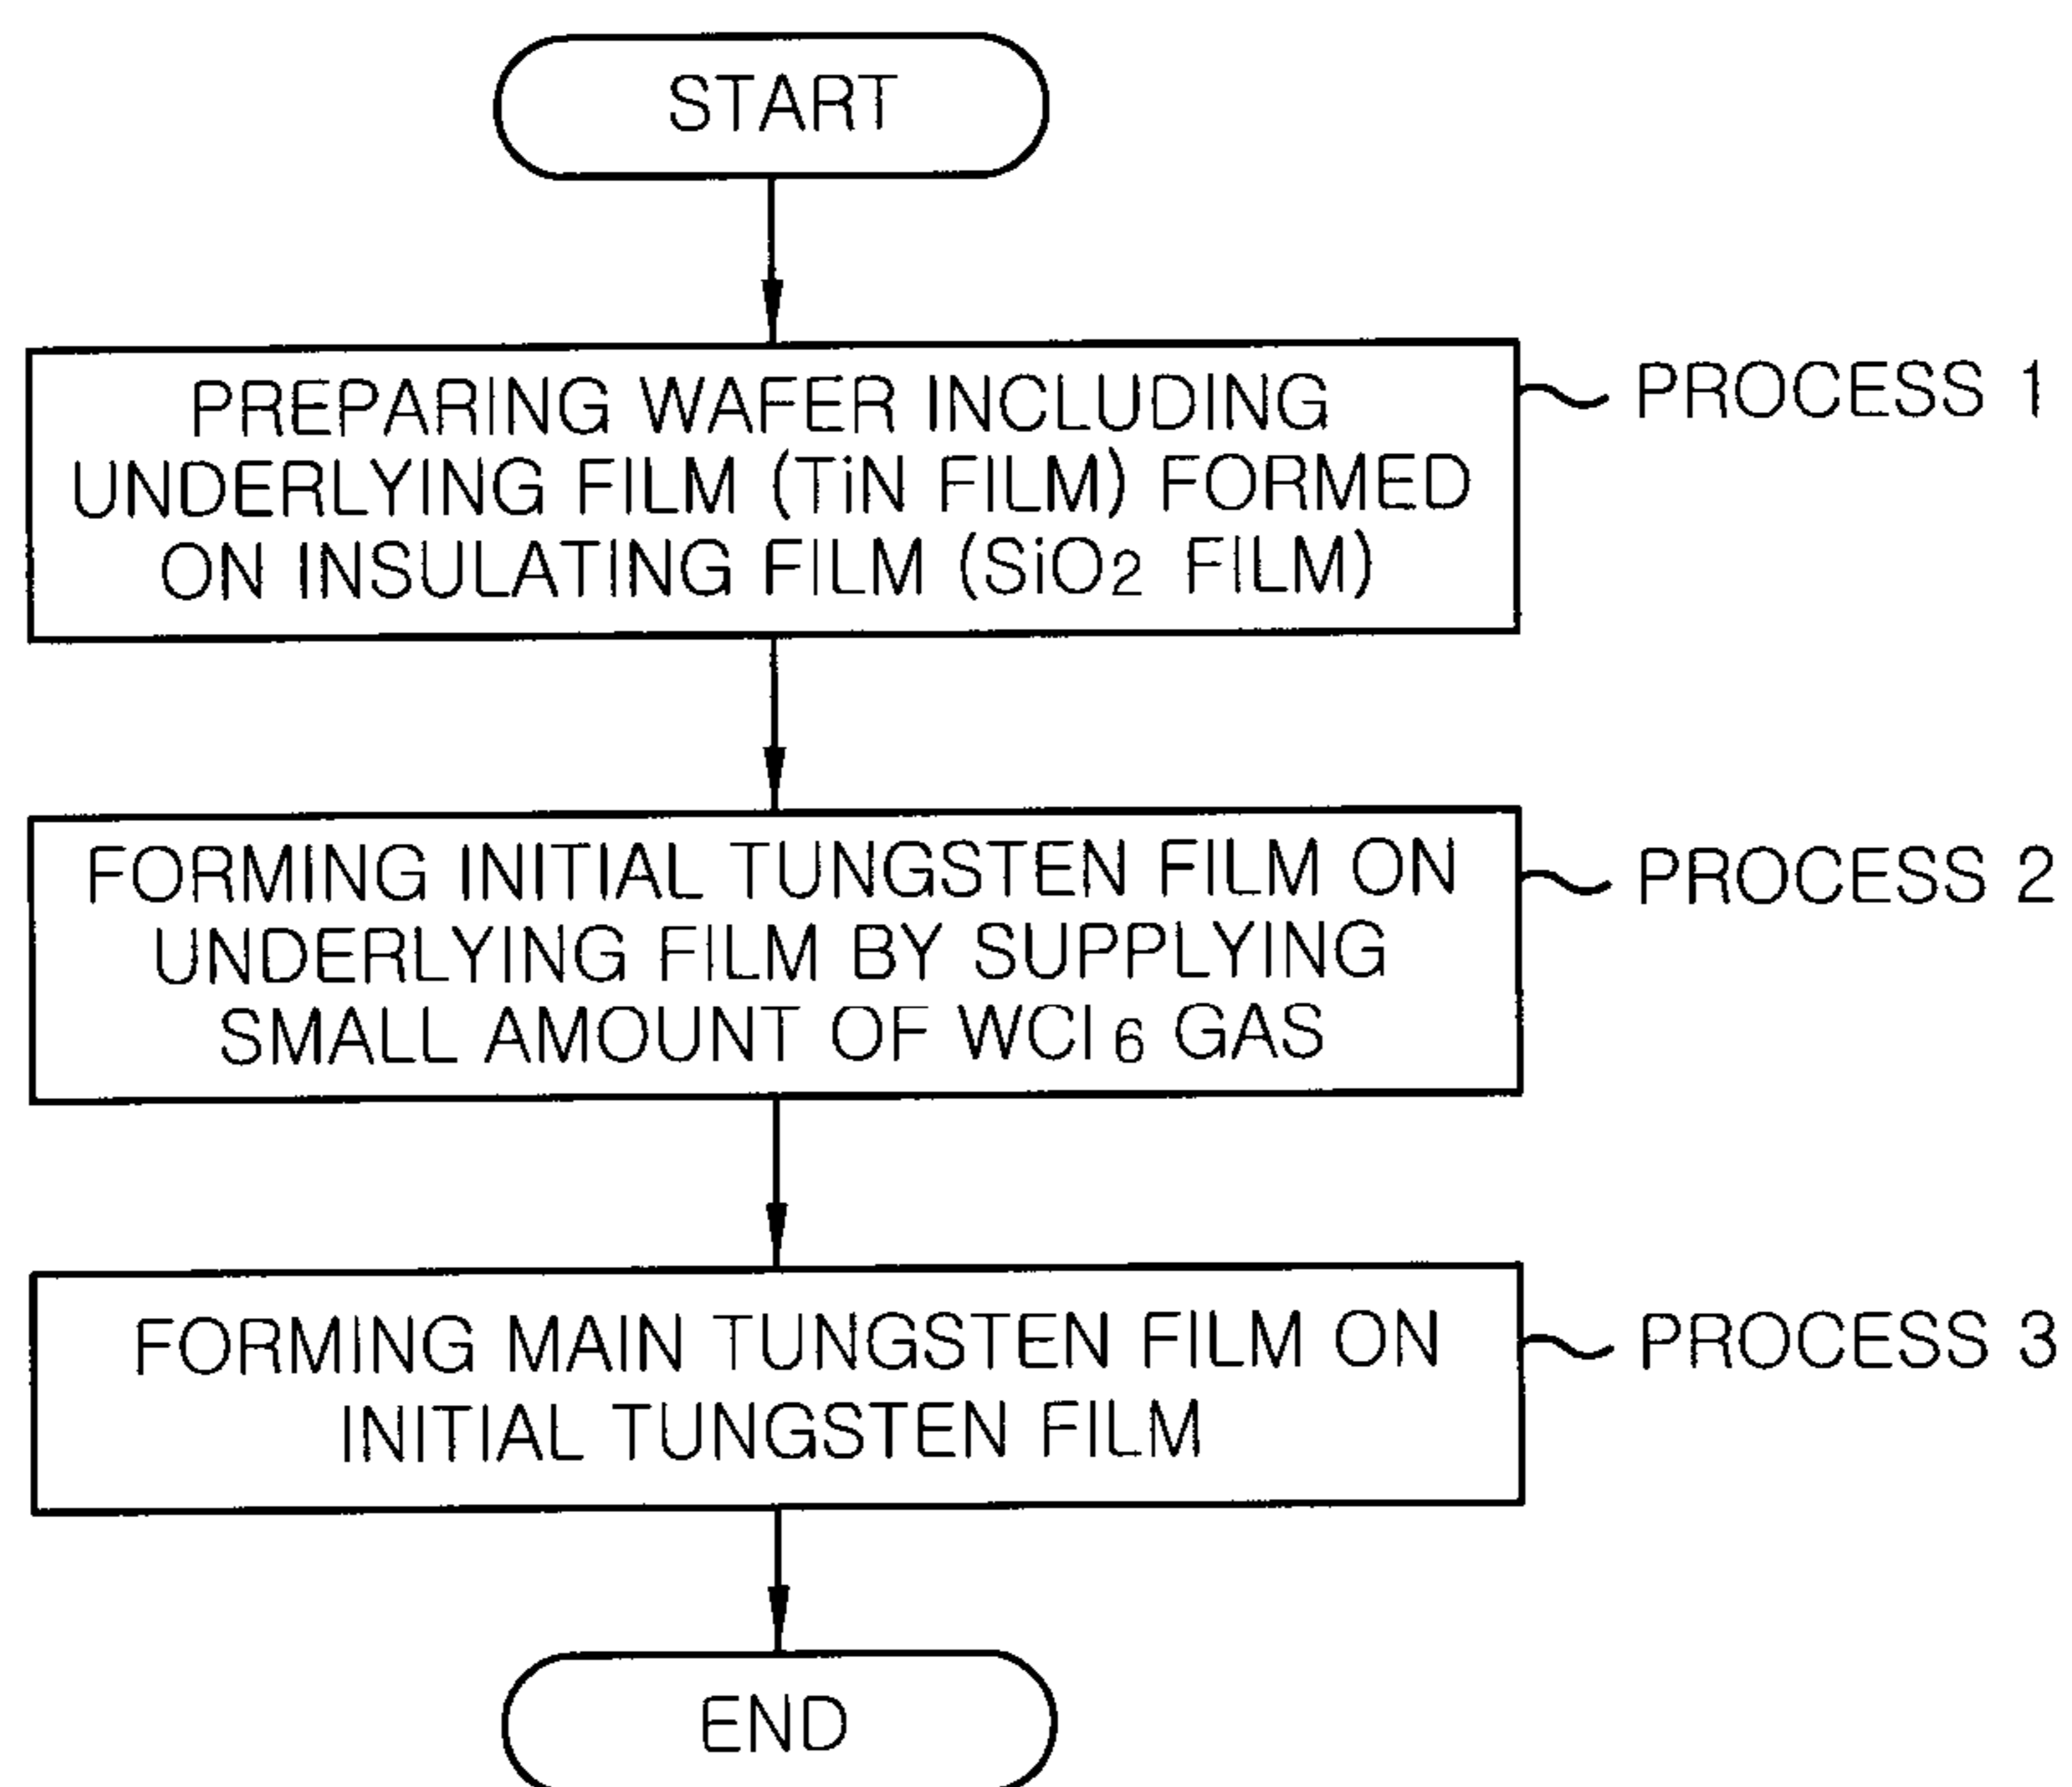 START
PREPARING WAFER INCLUDING
UNDERLYING FILM (TiN FILM) FORMED
ON INSULATING FILM (SiO2 FILM)
PROCESS 1
FORMING INITIAL TUNGSTEN FILM ON
UNDERLYING FILM BY SUPPLYING
SMALL AMOUNT OF WCl6 GAS
PROCESS 2
FORMING MAIN TUNGSTEN FILM ON
INITIAL TUNGSTEN FILM
PROCESS 3
END